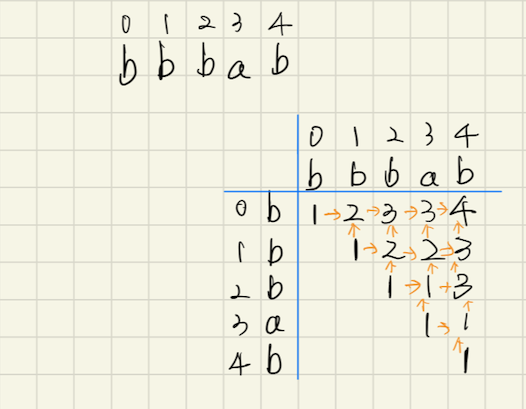 0 1 2 3 4
b b b a b
0 1 2 3 4
b b b a b
0 b 1 → 2 → 3 → 3 → 4
↑ ↑ ↑ ↑
1 b 1 → 2 → 2 → 3
↑ ↑ ↑
2 b 1 → 1 → 3
↑ ↑
3 a 1 → 1
↑
4 b 1